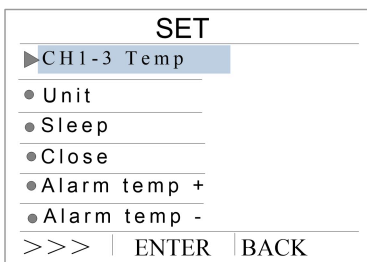 SET
CH1-3 Temp
Unit
Sleep
Close
Alarm temp +
Alarm temp -
>>> ENTER BACK